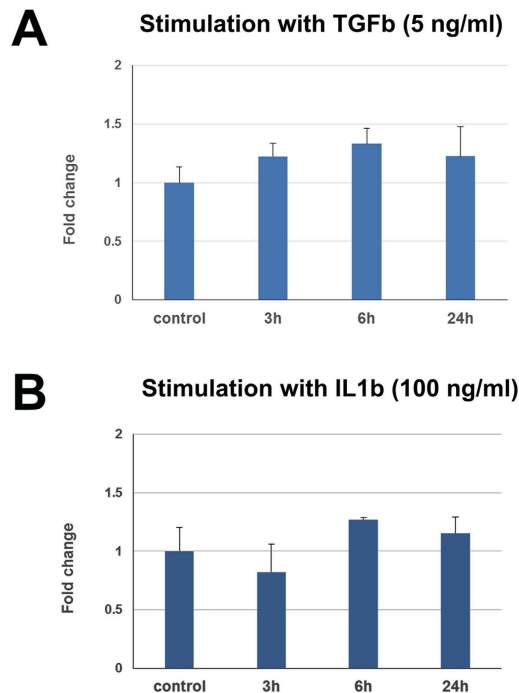 A
Stimulation with TGFb (5 ng/ml)
Fold change
2
1.5
1
0.5
0
control 3h 6h 24h
B
Stimulation with IL1b (100 ng/ml)
Fold change
2
1.5
1
0.5
0
control 3h 6h 24h